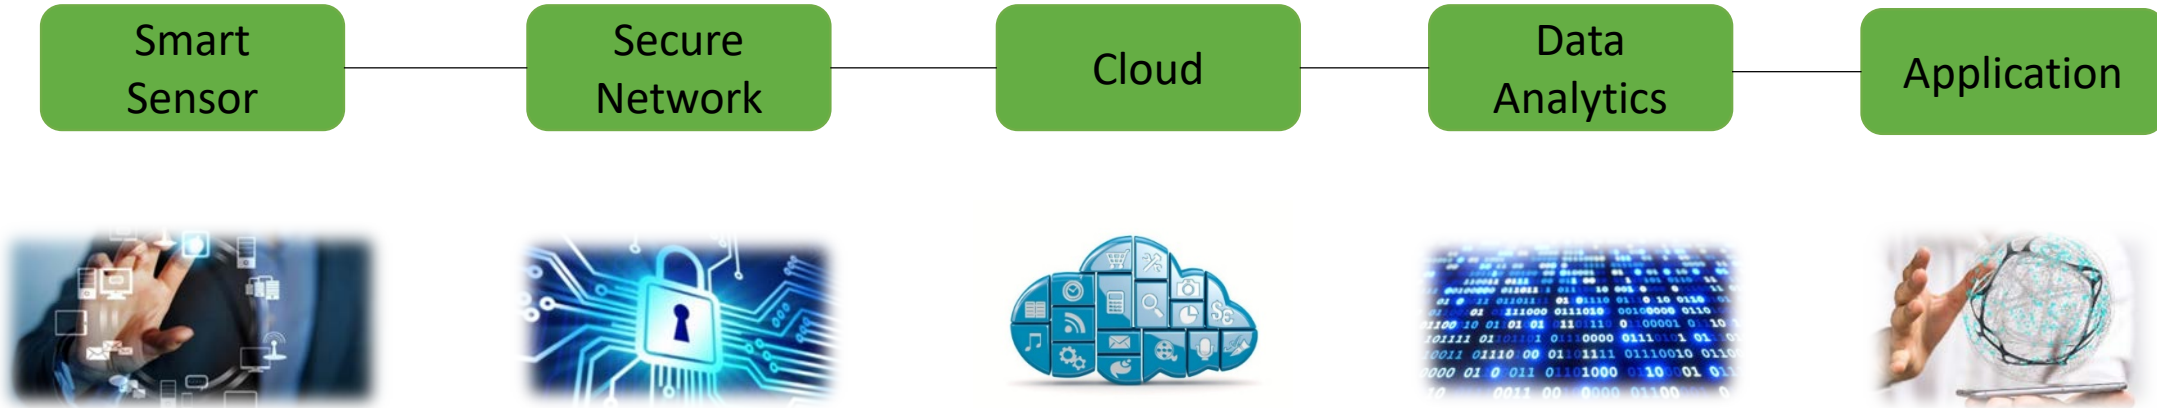 Smart
Sensor
Secure
Network
Cloud
Data
Analytics
Application